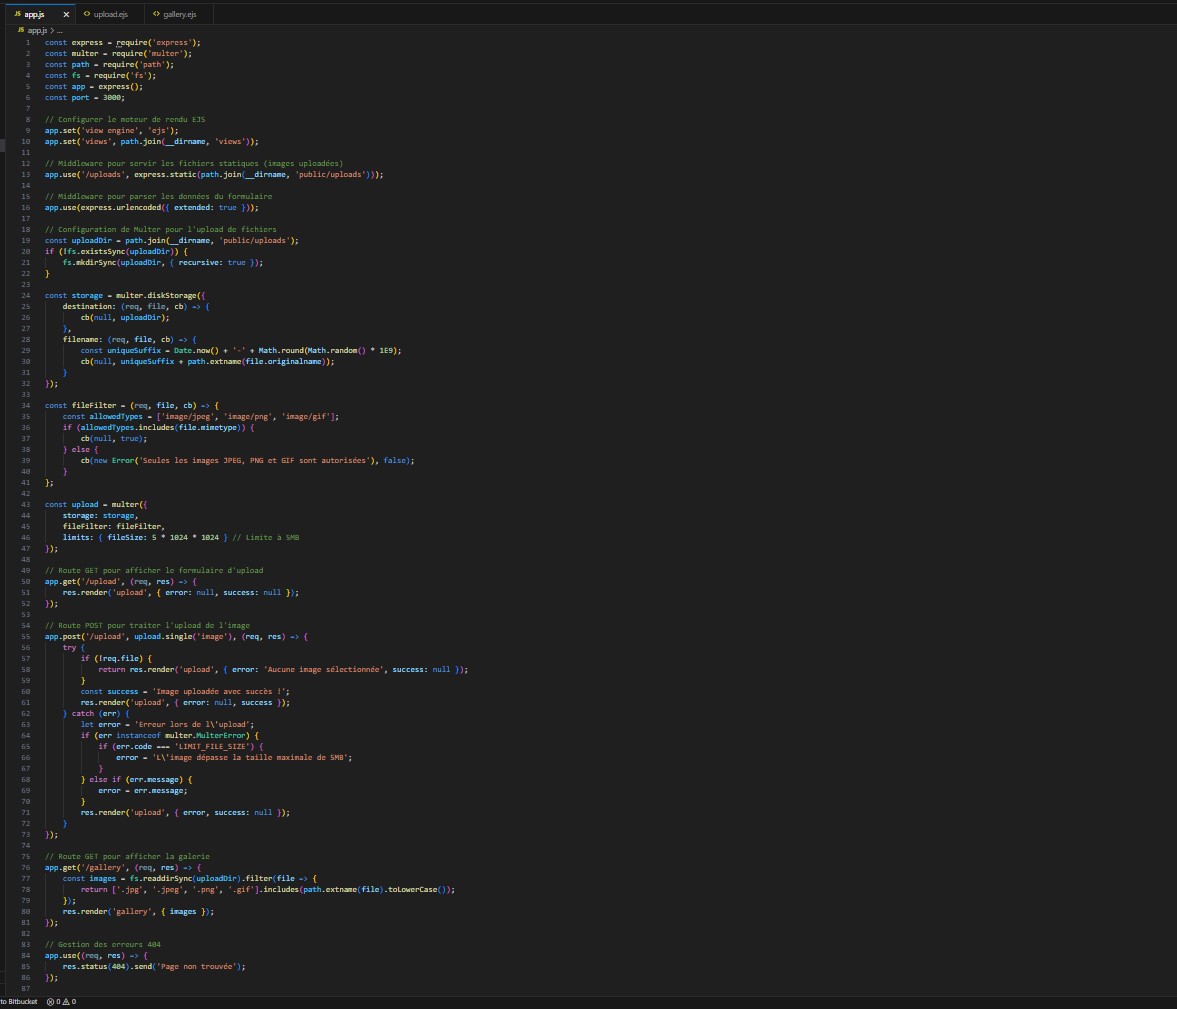 JS app.js ×
<> upload.ejs
<> gallery.ejs
JS app.js > ...
1 const express = require('express');
2 const multer = require('multer');
3 const path = require('path');
4 const fs = require('fs');
5 const app = express();
6 const port = 3000;
7
8 // Configurer le moteur de rendu EJS
9 app.set('view engine', 'ejs');
10 app.set('views', path.join(__dirname, 'views'));
11
12 // Middleware pour servir les fichiers statiques (images uploadées)
13 app.use('/uploads', express.static(path.join(__dirname, 'public/uploads')));
14
15 // Middleware pour parser les données du formulaire
16 app.use(express.urlencoded({ extended: true }));
17
18 // Configuration de Multer pour l'upload de fichiers
19 const uploadDir = path.join(__dirname, 'public/uploads');
20 if (!fs.existsSync(uploadDir)) {
21     fs.mkdirSync(uploadDir, { recursive: true });
22 }
23
24 const storage = multer.diskStorage({
25     destination: (req, file, cb) => {
26         cb(null, uploadDir);
27     },
28     filename: (req, file, cb) => {
29         const uniqueSuffix = Date.now() + '-' + Math.round(Math.random() * 1E9);
30         cb(null, uniqueSuffix + path.extname(file.originalname));
31     }
32 });
33
34 const fileFilter = (req, file, cb) => {
35     const allowedTypes = ['image/jpeg', 'image/png', 'image/gif'];
36     if (allowedTypes.includes(file.mimetype)) {
37         cb(null, true);
38     } else {
39         cb(new Error('Seules les images JPEG, PNG et GIF sont autorisées'), false);
40     }
41 };
42
43 const upload = multer({
44     storage: storage,
45     fileFilter: fileFilter,
46     limits: { fileSize: 5 * 1024 * 1024 } // Limite à 5MB
47 });
48
49 // Route GET pour afficher le formulaire d'upload
50 app.get('/upload', (req, res) => {
51     res.render('upload', { error: null, success: null });
52 });
53
54 // Route POST pour traiter l'upload de l'image
55 app.post('/upload', upload.single('image'), (req, res) => {
56     try {
57         if (!req.file) {
58             return res.render('upload', { error: 'Aucune image sélectionnée', success: null });
59         }
60         const success = 'Image uploadée avec succès !';
61         res.render('upload', { error: null, success });
62     } catch (err) {
63         let error = 'Erreur lors de l\'upload';
64         if (err instanceof multer.MulterError) {
65             if (err.code === 'LIMIT_FILE_SIZE') {
66                 error = 'L\'image dépasse la taille maximale de 5MB';
67             }
68         } else if (err.message) {
69             error = err.message;
70         }
71         res.render('upload', { error, success: null });
72     }
73 });
74
75 // Route GET pour afficher la galerie
76 app.get('/gallery', (req, res) => {
77     const images = fs.readdirSync(uploadDir).filter(file => {
78         return ['.jpg', '.jpeg', '.png', '.gif'].includes(path.extname(file).toLowerCase());
79     });
80     res.render('gallery', { images });
81 });
82
83 // Gestion des erreurs 404
84 app.use((req, res) => {
85     res.status(404).send('Page non trouvée');
86 });
87
to Bitbucket 0 0